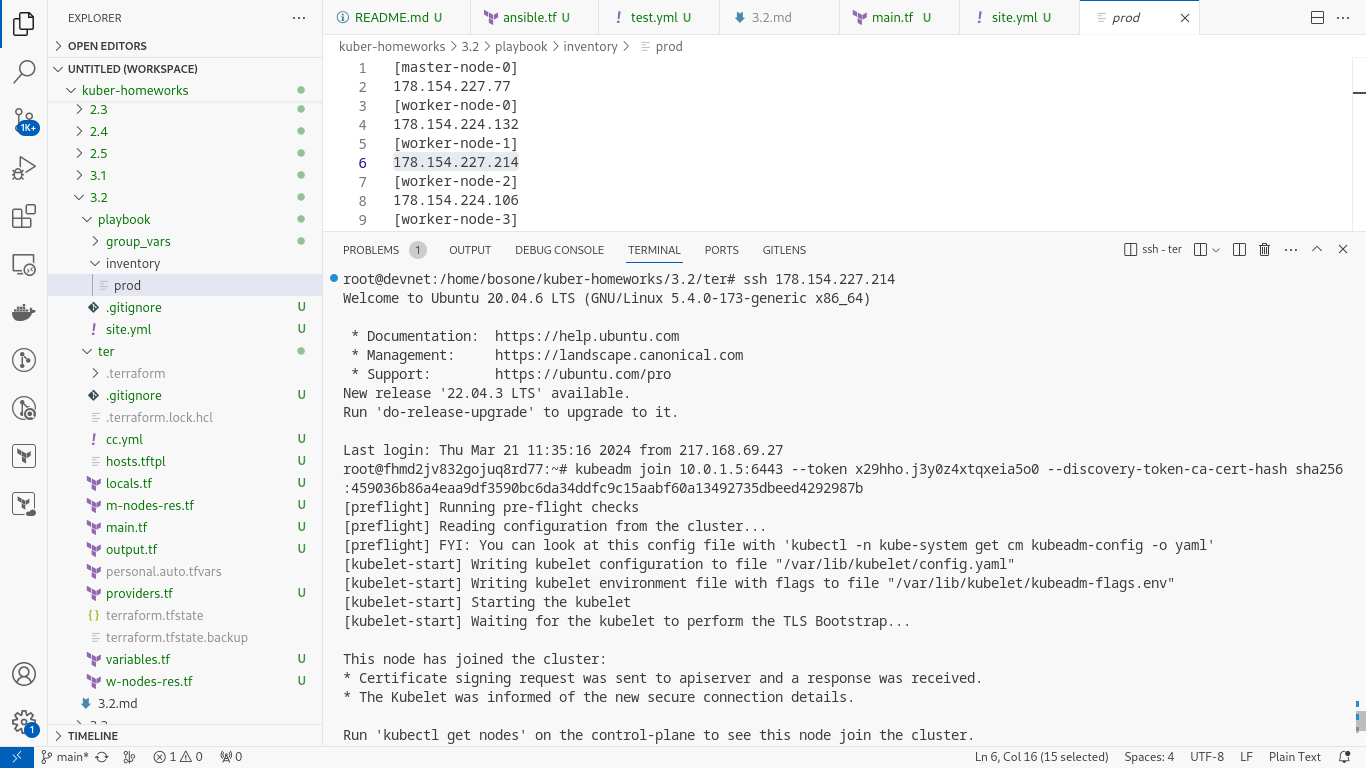 EXPLORER
OPEN EDITORS
UNTITLED (WORKSPACE)
kuber-homeworks
2.3
2.4
2.5
3.1
3.2
playbook
group_vars
inventory
prod
.gitignore U
site.yml U
ter
.terraform
.gitignore U
.terraform.lock.hcl
cc.yml U
hosts.tftpl U
locals.tf U
m-nodes-res.tf U
main.tf U
output.tf U
personal.auto.tfvars
providers.tf U
terraform.tfstate
terraform.tfstate.backup
variables.tf U
w-nodes-res.tf U
3.2.md
TIMELINE
1K+
1
README.md U ansible.tf U test.yml U 3.2.md main.tf U site.yml U prod
kuber-homeworks > 3.2 > playbook > inventory > prod
1 [master-node-0]
2 178.154.227.77
3 [worker-node-0]
4 178.154.224.132
5 [worker-node-1]
6 178.154.227.214
7 [worker-node-2]
8 178.154.224.106
9 [worker-node-3]
PROBLEMS 1 OUTPUT DEBUG CONSOLE TERMINAL PORTS GITLENS ssh - ter
root@devnet:/home/bosone/kuber-homeworks/3.2/ter# ssh 178.154.227.214
Welcome to Ubuntu 20.04.6 LTS (GNU/Linux 5.4.0-173-generic x86_64)
* Documentation: https://help.ubuntu.com
* Management: https://landscape.canonical.com
* Support: https://ubuntu.com/pro
New release '22.04.3 LTS' available.
Run 'do-release-upgrade' to upgrade to it.
Last login: Thu Mar 21 11:35:16 2024 from 217.168.69.27
root@fhmd2jv832gojuq8rd77:~# kubeadm join 10.0.1.5:6443 --token x29hho.j3y0z4xtqxeia5o0 --discovery-token-ca-cert-hash sha256
:459036b86a4eaa9df3590bc6da34ddfc9c15aabf60a13492735dbeed4292987b
[preflight] Running pre-flight checks
[preflight] Reading configuration from the cluster...
[preflight] FYI: You can look at this config file with 'kubectl -n kube-system get cm kubeadm-config -o yaml'
[kubelet-start] Writing kubelet configuration to file "/var/lib/kubelet/config.yaml"
[kubelet-start] Writing kubelet environment file with flags to file "/var/lib/kubelet/kubeadm-flags.env"
[kubelet-start] Starting the kubelet
[kubelet-start] Waiting for the kubelet to perform the TLS Bootstrap...
This node has joined the cluster:
* Certificate signing request was sent to apiserver and a response was received.
* The Kubelet was informed of the new secure connection details.
Run 'kubectl get nodes' on the control-plane to see this node join the cluster.
main* 1 0 0 Ln 6, Col 16 (15 selected) Spaces: 4 UTF-8 LF Plain Text